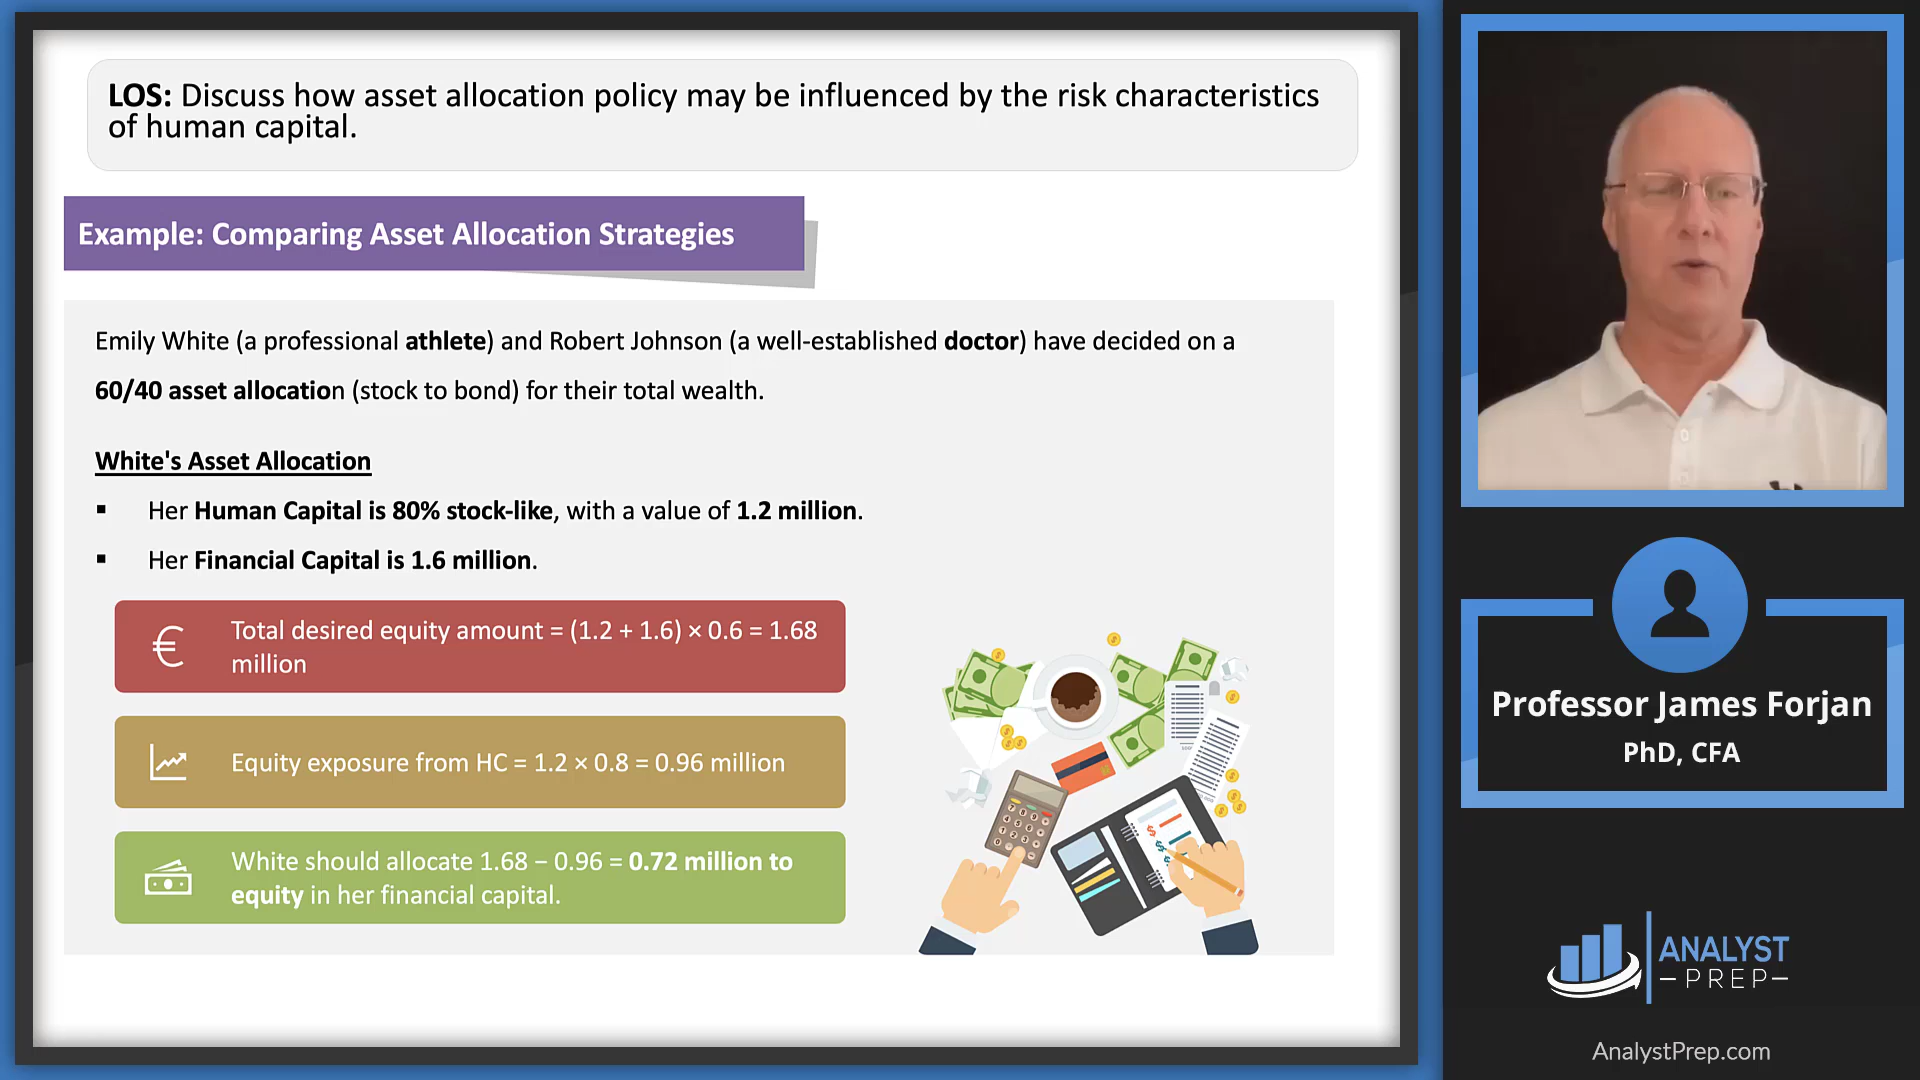 LOS: Discuss how asset allocation policy may be influenced by the risk characteristics
of human capital.
Example: Comparing Asset Allocation Strategies
Emily White (a professional athlete) and Robert Johnson (a well-established doctor) have decided on a
60/40 asset allocation (stock to bond) for their total wealth.
White's Asset Allocation
▪ Her Human Capital is 80% stock-like, with a value of 1.2 million.
▪ Her Financial Capital is 1.6 million.
€
Total desired equity amount = (1.2 + 1.6) × 0.6 = 1.68
million
Equity exposure from HC = 1.2 × 0.8 = 0.96 million
White should allocate 1.68 – 0.96 = 0.72 million to
equity in her financial capital.
Professor James Forjan
PhD, CFA
ANALYST
–PREP–
AnalystPrep.com